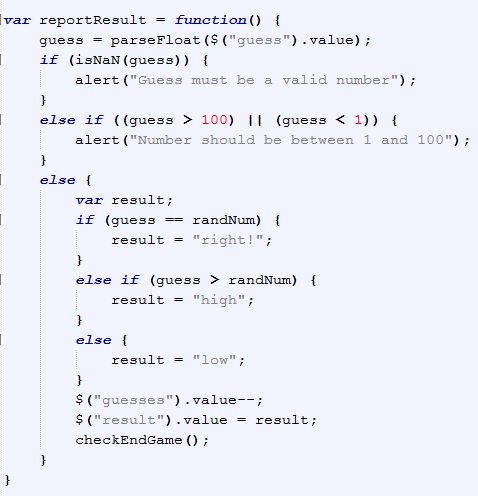 var reportResult = function() {
guess = parseFloat($("guess").value);
if (isNaN(guess)) {
alert("Guess must be a valid number");
}
else if ((guess > 100) || (guess < 1)) {
alert("Number should be between 1 and 100");
}
else {
var result;
if (guess == randNum) {
result = "right!";
}
else if (guess > randNum) {
result = "high";
}
else {
result = "low";
}
$("guesses").value--;
$("result").value = result;
checkEndGame();
}
}